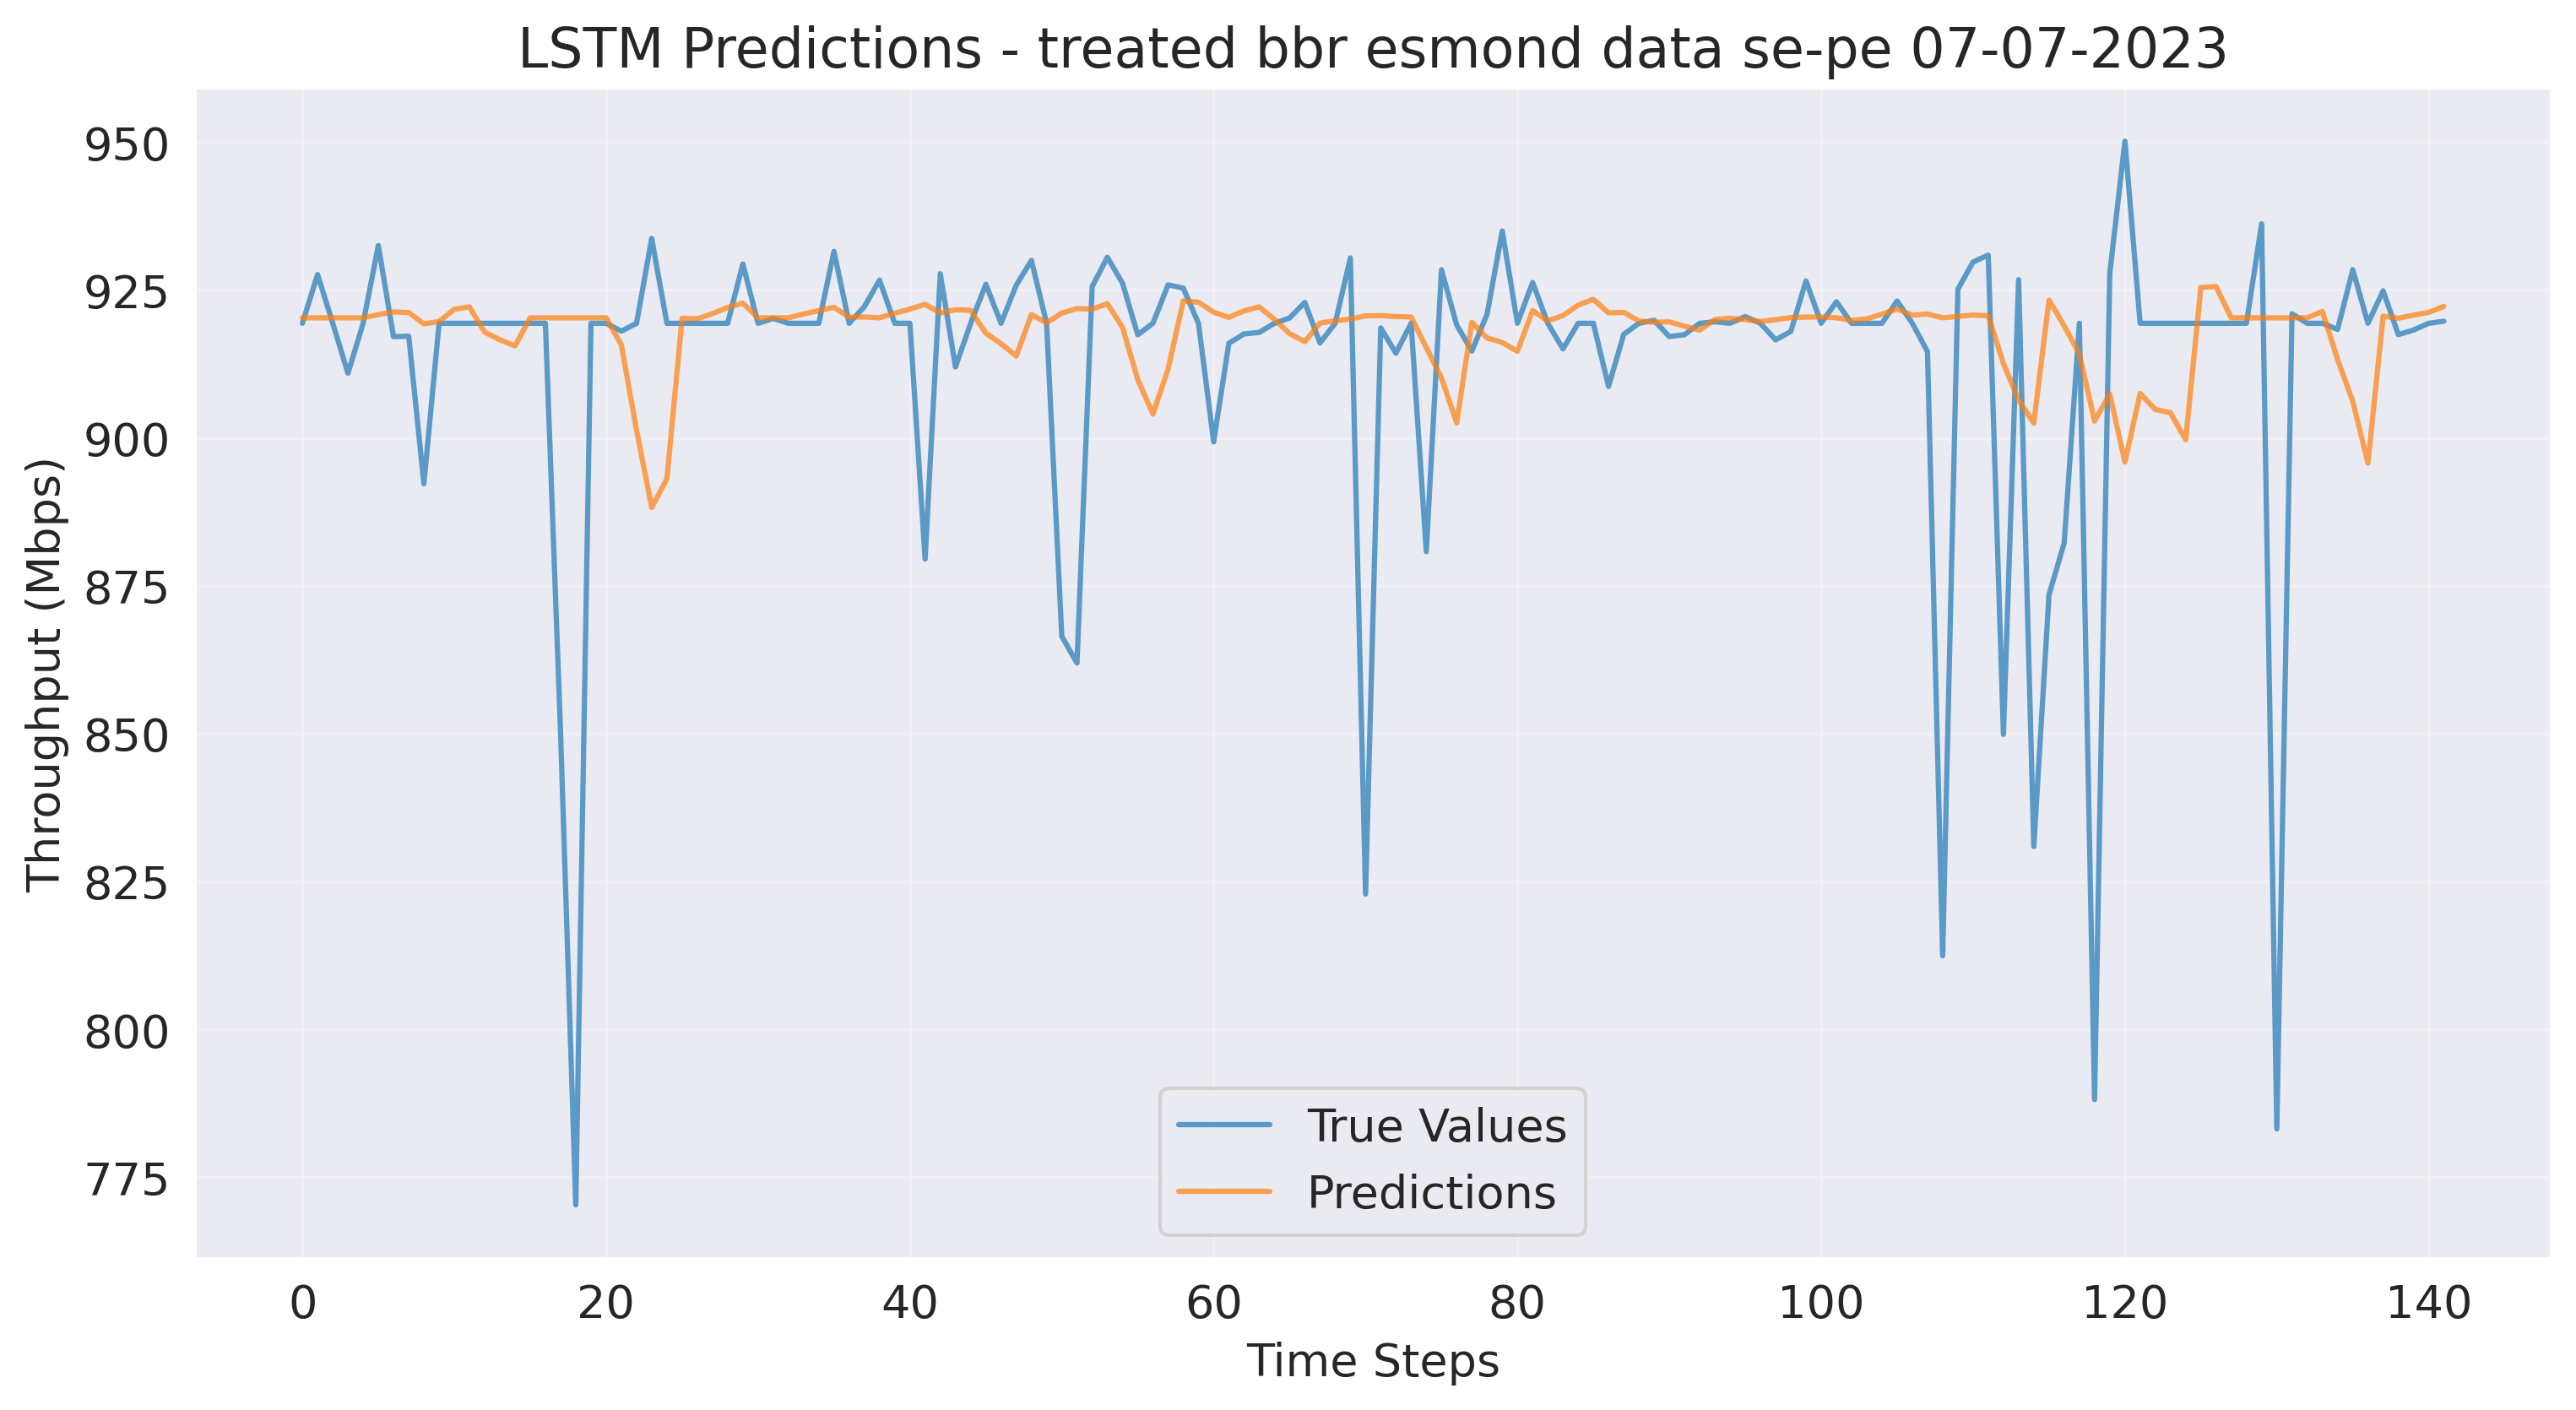 LSTM Predictions - treated bbr esmond data se-pe 07-07-2023
950
925
900
875
850
825
800
775
Throughput (Mbps)
True Values
Predictions
0 20 40 60 80 100 120 140
Time Steps